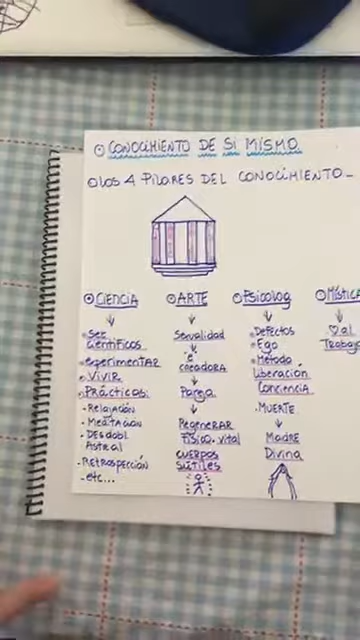 CONOCIMIENTO DE SI MISMO.
LOS 4 PILARES DEL CONOCIMIENTO_
CIENCIA
• Ser
científicos
• experimentar
• Vivir
• Prácticas:
- Relajación
- Meditación
- Desdobl
Astral
- Retrospección
- etc...
ARTE
Sexualidad
creadora
Pareja
Regenerar
Físico. vital
cuerpos
sutiles
Psicolog
• Defectos
• Ego
• Método
liberación
Conciencia
• MUERTE
Madre
Divina
Mística
al
Trabajo